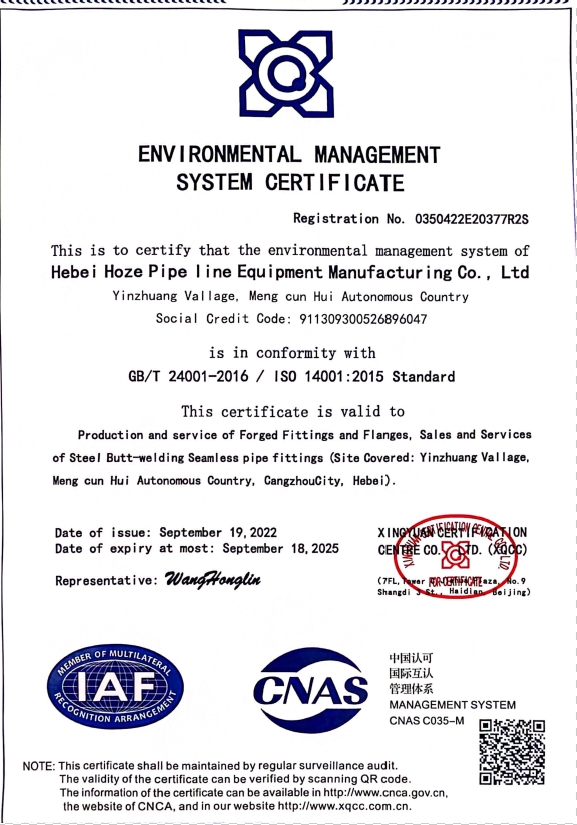 ENVIRONMENTAL MANAGEMENT
SYSTEM CERTIFICATE
Registration No. 0350422E20377R2S
This is to certify that the environmental management system of
Hebei Hoze Pipe line Equipment Manufacturing Co., Ltd
Yinzhuang Vallage, Meng cun Hui Autonomous Country
Social Credit Code: 911309300526896047
is in conformity with
GB/T 24001-2016 / ISO 14001:2015 Standard
This certificate is valid to
Production and service of Forged Fittings and Flanges, Sales and Services
of Steel Butt-welding Seamless pipe fittings (Site Covered: Yinzhuang Vallage,
Meng cun Hui Autonomous Country, CangzhouCity, Hebei).
Date of issue: September 19,2022
Date of expiry at most: September 18,2025
Representative: WangHonglin
XINGYUAN CERTIFICATION
CENTRE CO., LTD. (XQCC)
(7FL, Tower Plaza, No.9
Shangdi 3 St., Haidian, Beijing)
FOR CERTIFICATE
MEMBER OF MULTILATERAL
IAF
RECOGNITION ARRANGEMENT
CNAS
中国认可
国际互认
管理体系
MANAGEMENT SYSTEM
CNAS C035-M
NOTE: This certificate shall be maintained by regular surveillance audit.
The validity of the certificate can be verified by scanning QR code.
The information of the certificate can be available in http://www.cnca.gov.cn,
the website of CNCA, and in our website http://www.xqcc.com.cn.